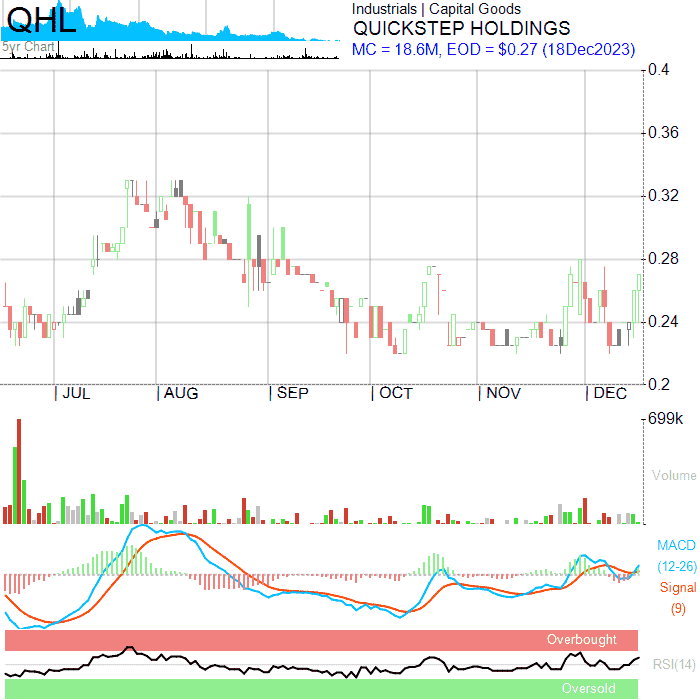 QHL
5yr Chart
Industrials | Capital Goods
QUICKSTEP HOLDINGS
MC = 18.6M, EOD = $0.27 (18Dec2023)
0.4
0.36
0.32
0.28
0.24
0.2
| JUL | AUG | SEP | OCT | NOV | DEC
699k
Volume
MACD
(12-26)
Signal
(9)
Overbought
RSI(14)
Oversold